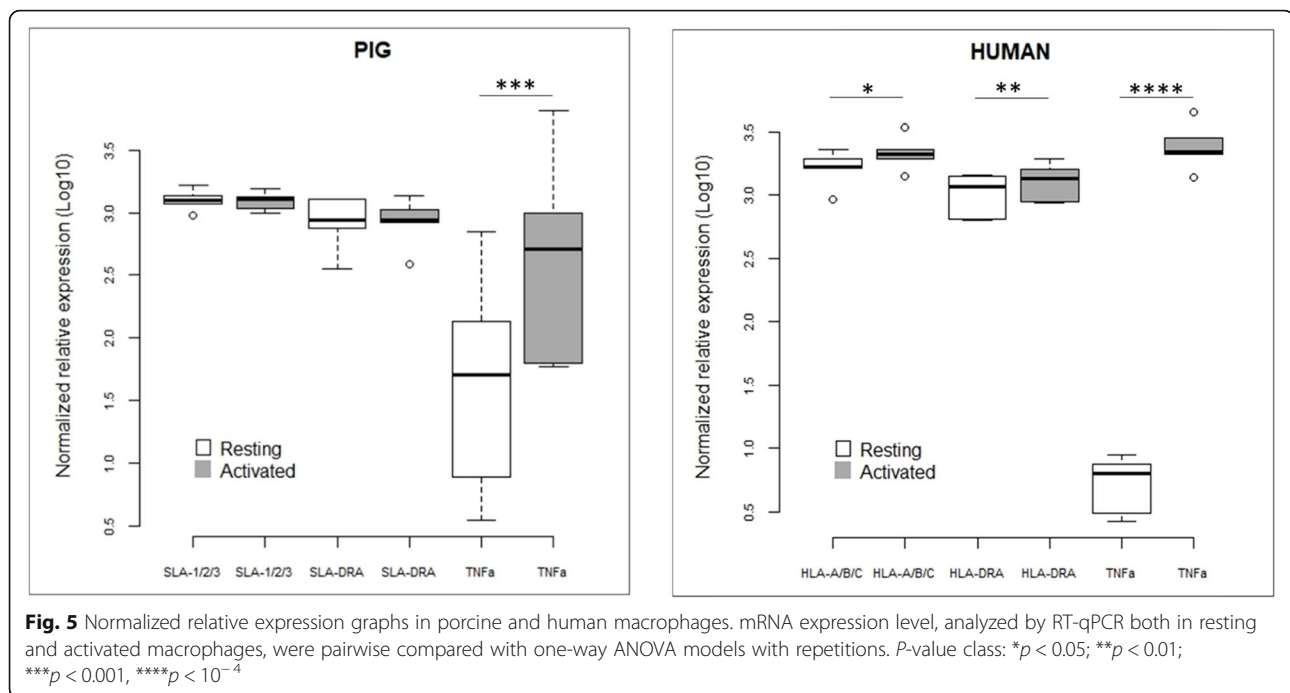 PIG
***
Normalized relative expression (Log10)
3.5
3.0
2.5
2.0
1.5
1.0
0.5
Resting
Activated
SLA-1/2/3 SLA-1/2/3 SLA-DRA SLA-DRA TNFa TNFa
HUMAN
* ** ****
Normalized relative expression (Log10)
3.5
3.0
2.5
2.0
1.5
1.0
0.5
Resting
Activated
HLA-A/B/C HLA-A/B/C HLA-DRA HLA-DRA TNFa TNFa
Fig. 5 Normalized relative expression graphs in porcine and human macrophages. mRNA expression level, analyzed by RT-qPCR both in resting
and activated macrophages, were pairwise compared with one-way ANOVA models with repetitions. P-value class: *p < 0.05; **p < 0.01;
***p < 0.001, ****p < 10⁻⁴